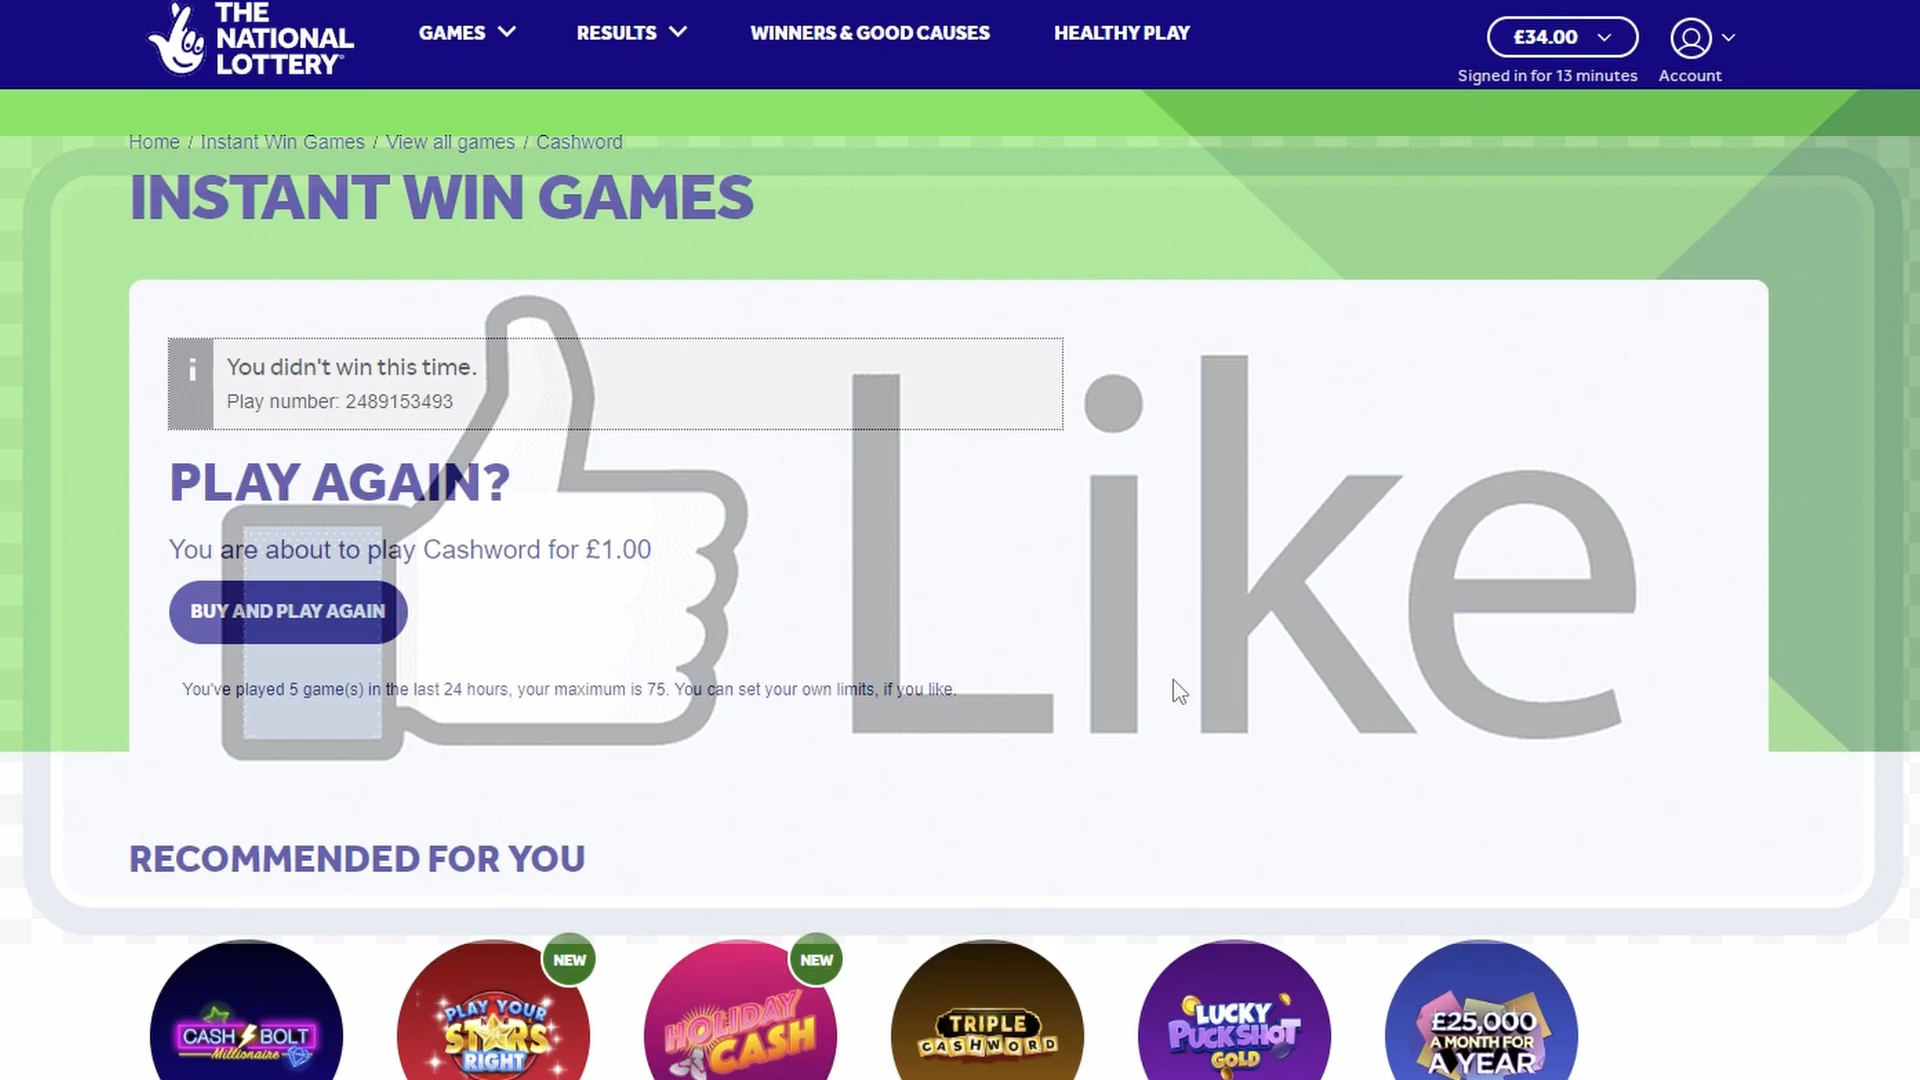 THE
NATIONAL
LOTTERY
GAMES
RESULTS
WINNERS & GOOD CAUSES
HEALTHY PLAY
£34.00
Signed in for 13 minutes
Account
Home / Instant Win Games / View all games / Cashword
INSTANT WIN GAMES
You didn't win this time.
Play number: 2489153493
PLAY AGAIN?
You are about to play Cashword for £1.00
BUY AND PLAY AGAIN
You've played 5 game(s) in the last 24 hours, your maximum is 75. You can set your own limits, if you like.
Like
RECOMMENDED FOR YOU
CASH BOLT
Millionaire
NEW
PLAY YOUR
STARS
RIGHT
NEW
HOLIDAY
CASH
TRIPLE
CASHWORD
LUCKY
PUCKSHOT
GOLD
£25,000
A MONTH FOR
A YEAR